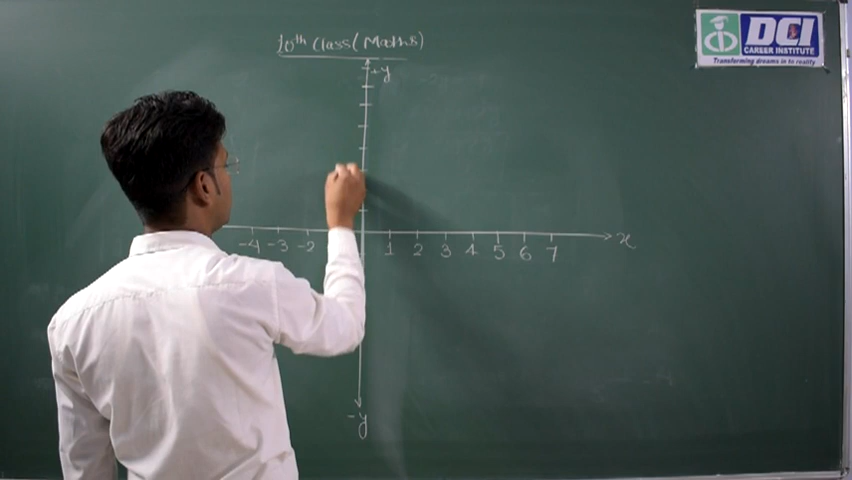 10th Class (Maths)
+y
DCI
CAREER INSTITUTE
Transforming dreams in to reality
-4 -3 -2 1 2 3 4 5 6 7 x
-y